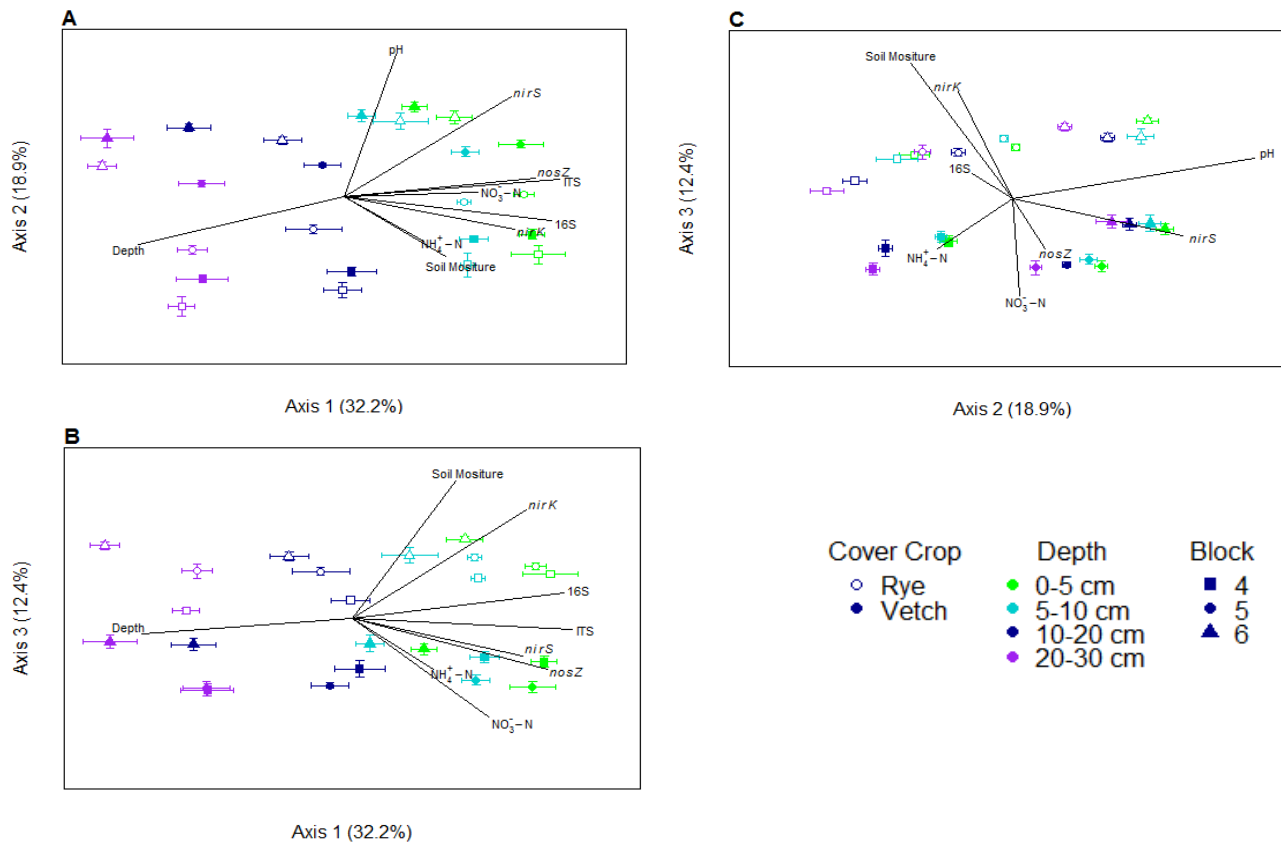 A
pH
nirS
nosZ
ITS
NO3−–N
16S
nirK
NH4+–N
Soil Mositure
Depth
Axis 2 (18.9%)
Axis 1 (32.2%)
C
Soil Mositure
nirK
pH
16S
nirS
NH4+–N
nosZ
NO3−–N
Axis 3 (12.4%)
Axis 2 (18.9%)
B
Soil Mositure
nirK
16S
ITS
Depth
nirS
NH4+–N
nosZ
NO3−–N
Axis 3 (12.4%)
Axis 1 (32.2%)
Cover Crop
Rye
Vetch
Depth
0-5 cm
5-10 cm
10-20 cm
20-30 cm
Block
4
5
6